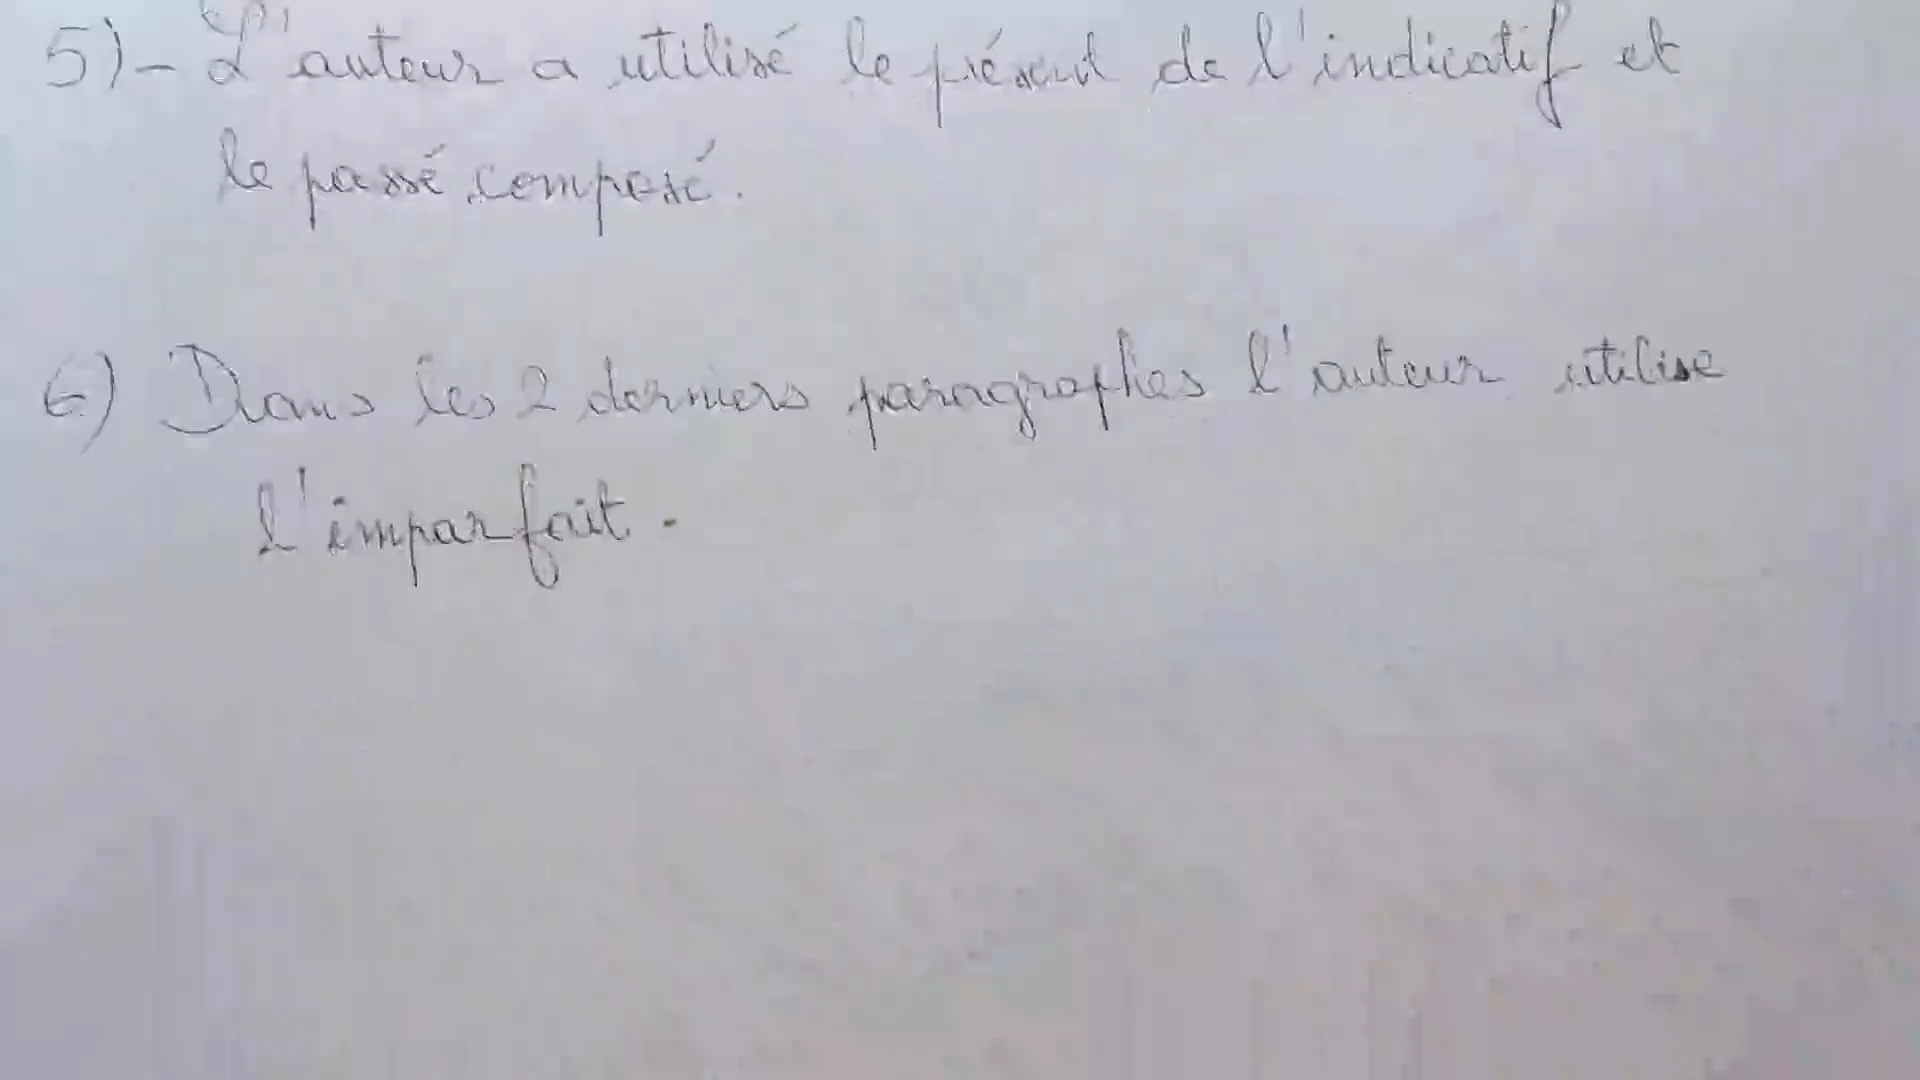 5)- L'auteur a utilisé le présent de l'indicatif et
le passé composé.
6) Dans les 2 derniers paragraphes l'auteur utilise
l'imparfait.